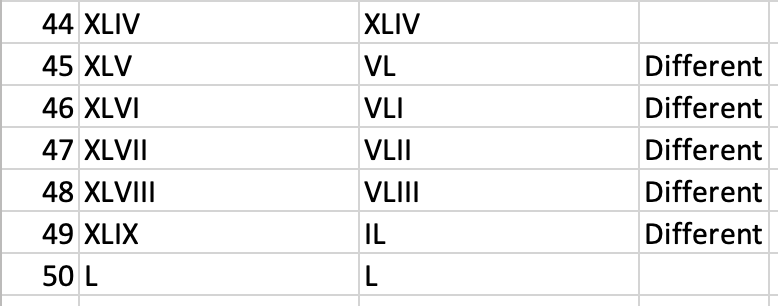 44 XLIV XLIV
45 XLV VL Different
46 XLVI VLI Different
47 XLVII VLII Different
48 XLVIII VLIII Different
49 XLIX IL Different
50 L L